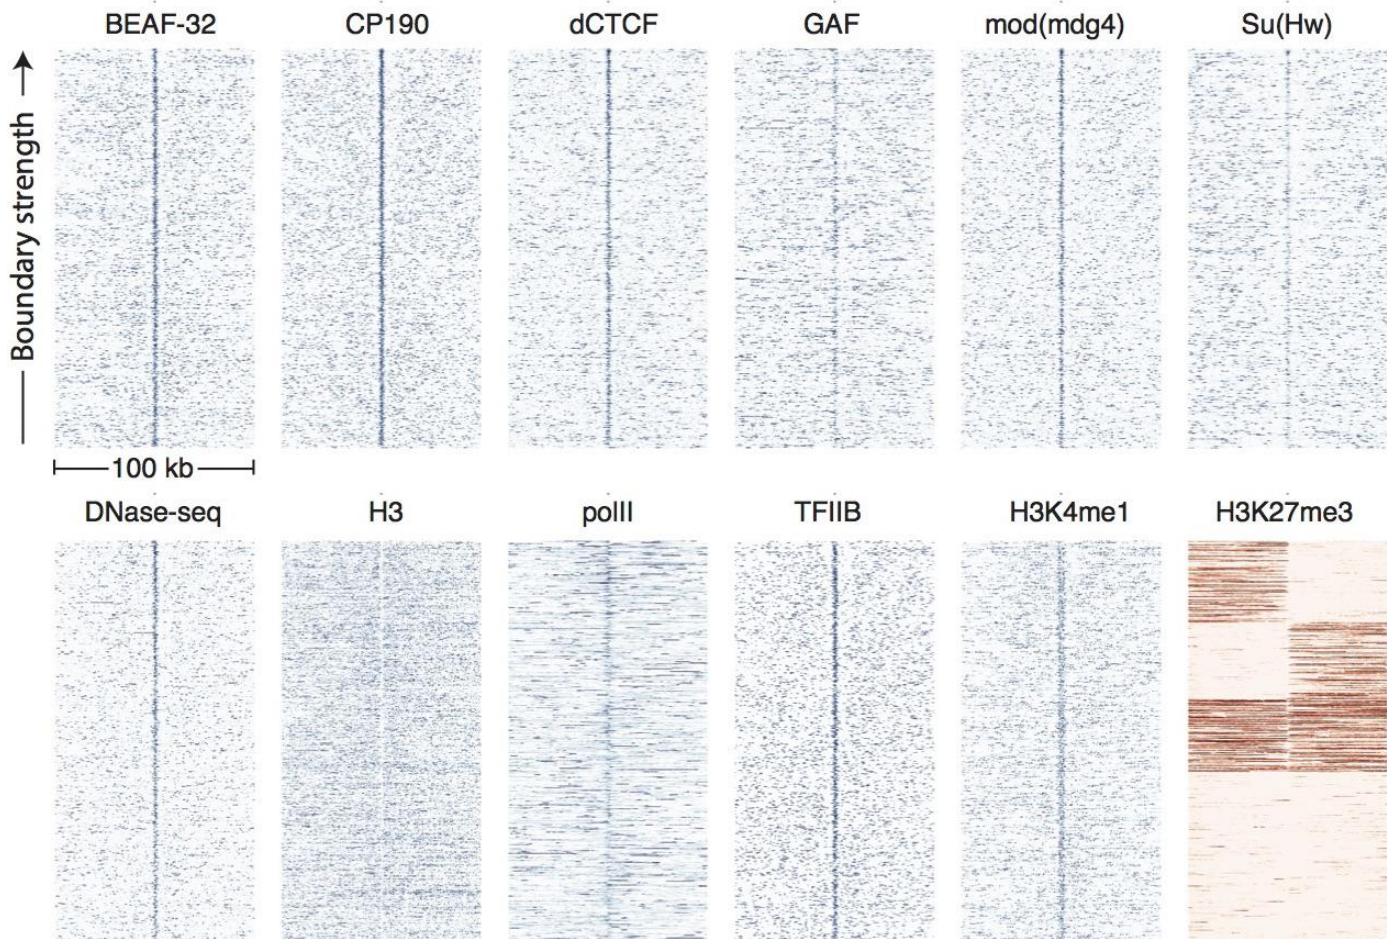 BEAF-32 CP190 dCTCF GAF mod(mdg4) Su(Hw)
Boundary strength
100 kb
DNase-seq H3 polII TFIIB H3K4me1 H3K27me3